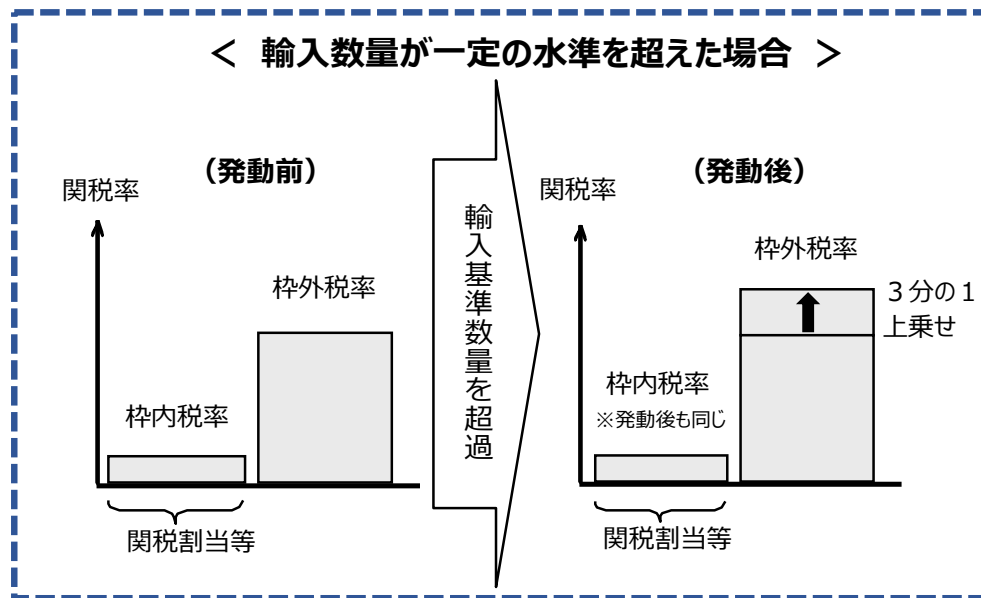 ＜ 輸入数量が一定の水準を超えた場合 ＞
（発動前）
関税率
枠外税率
枠内税率
関税割当等
輸入基準数量を超過
（発動後）
関税率
枠外税率
３分の１
上乗せ
枠内税率
※発動後も同じ
関税割当等